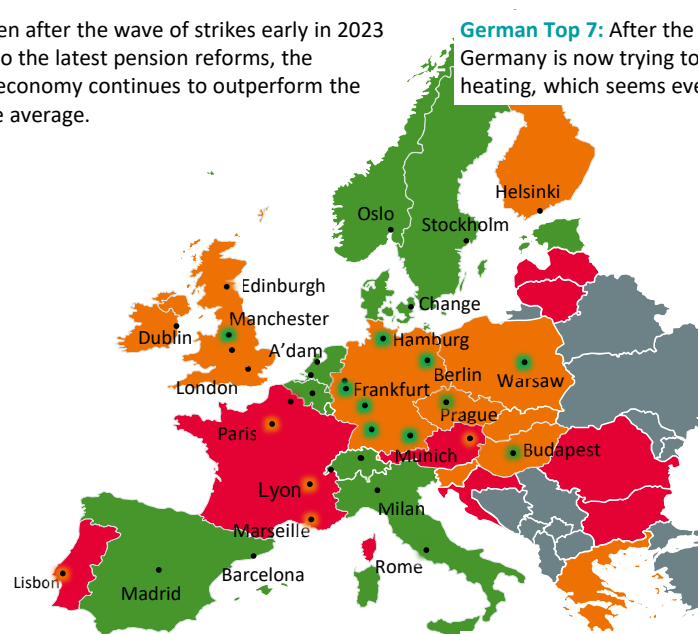 en after the wave of strikes early in 2023
o the latest pension reforms, the
economy continues to outperform the
e average.
German Top 7: After the
Germany is now trying to
heating, which seems eve
Helsinki
Oslo
Stockholm
Edinburgh
Change
Manchester
Dublin
Hamburg
A'dam
Berlin
London
Frankfurt
Warsaw
Prague
Paris
Munich
Budapest
Lyon
Milan
Marseille
Rome
Barcelona
Lisbon
Madrid